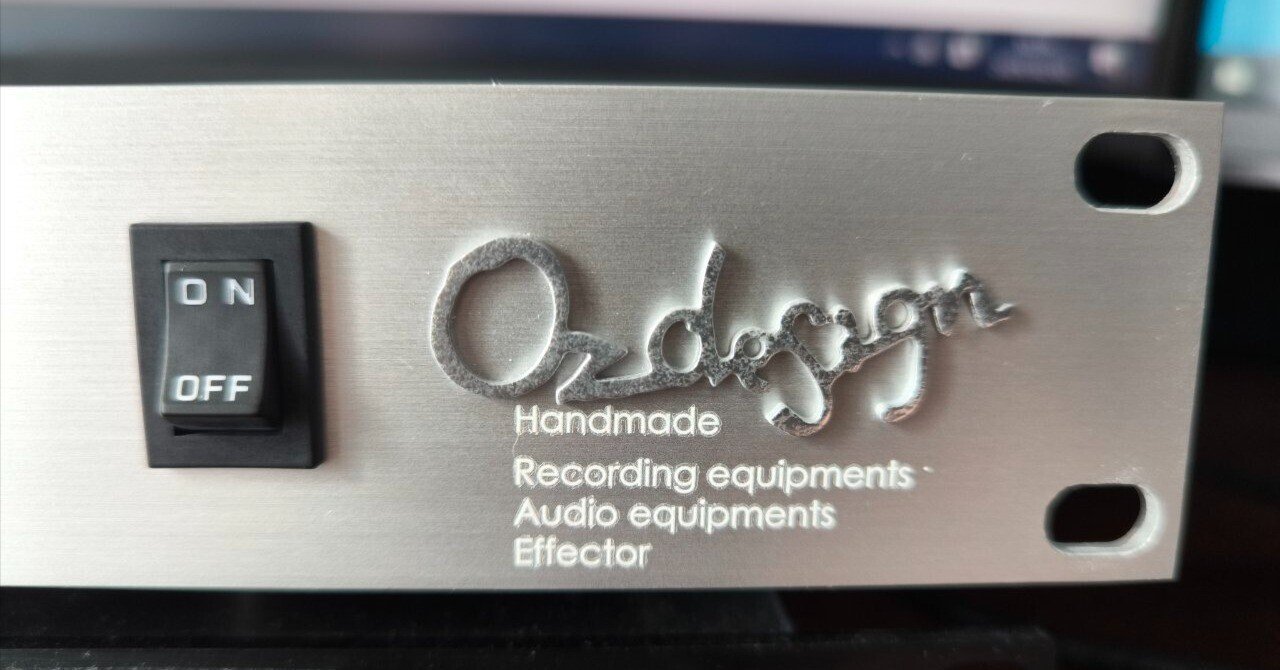 ON
OFF
Ozdesign
Handmade
Recording equipments
Audio equipments
Effector